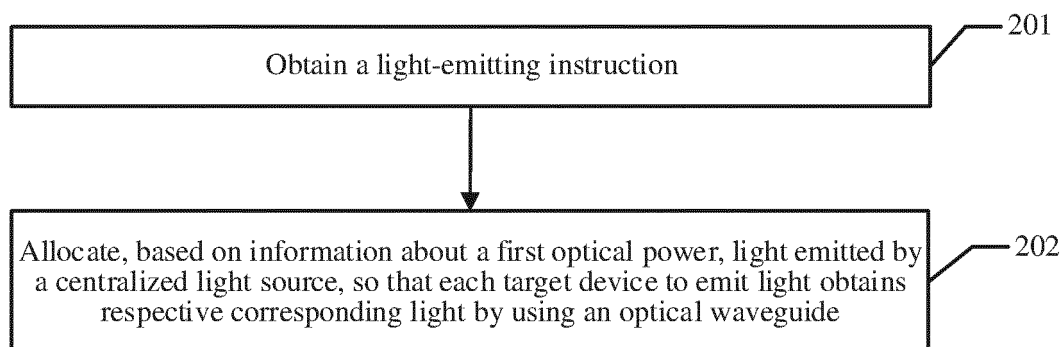 201
Obtain a light-emitting instruction
202
Allocate, based on information about a first optical power, light emitted by
a centralized light source, so that each target device to emit light obtains
respective corresponding light by using an optical waveguide